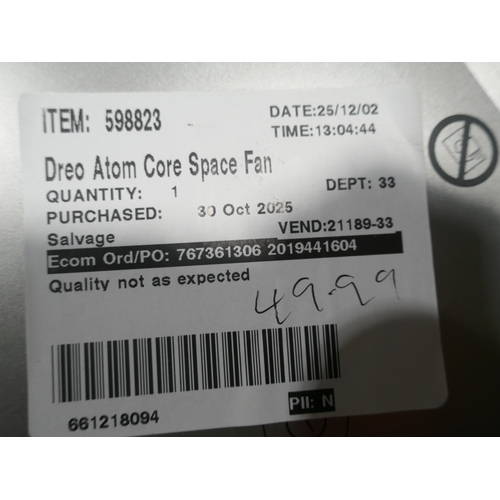 ITEM: 598823
DATE:25/12/02
TIME:13:04:44
Dreo Atom Core Space Fan
QUANTITY: 1
DEPT: 33
PURCHASED: 30 Oct 2025
Salvage
VEND:21189-33
Ecom Ord/PO: 767361306 2019441604
Quality not as expected
49.99
661218094
PII: N